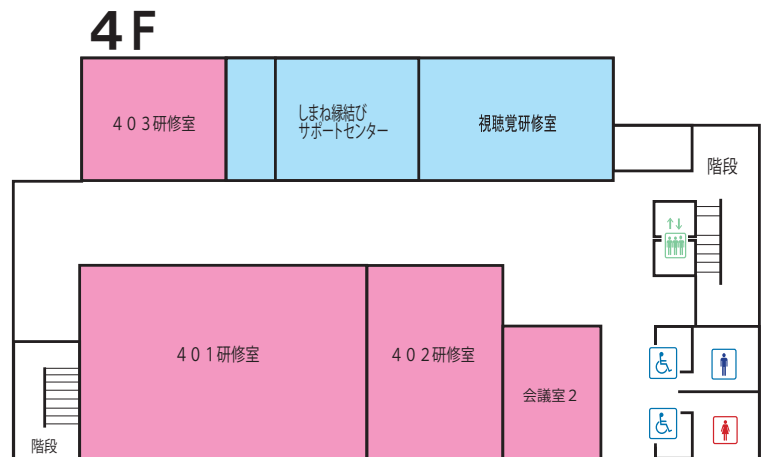 ４F
４０３研修室
しまね縁結び
サポートセンター
視聴覚研修室
階段
４０１研修室
４０２研修室
会議室２
階段